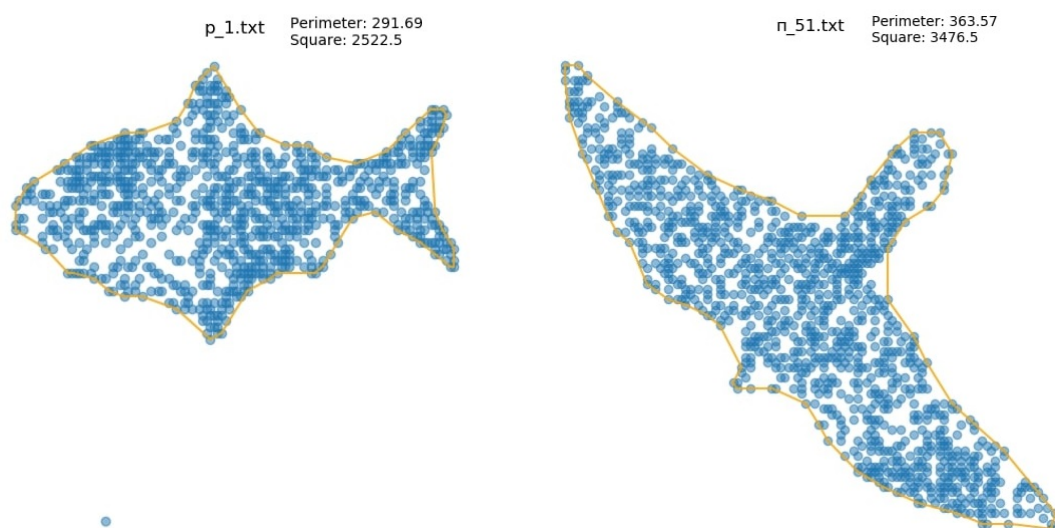 p_1.txt
Perimeter: 291.69
Square: 2522.5
п_51.txt
Perimeter: 363.57
Square: 3476.5